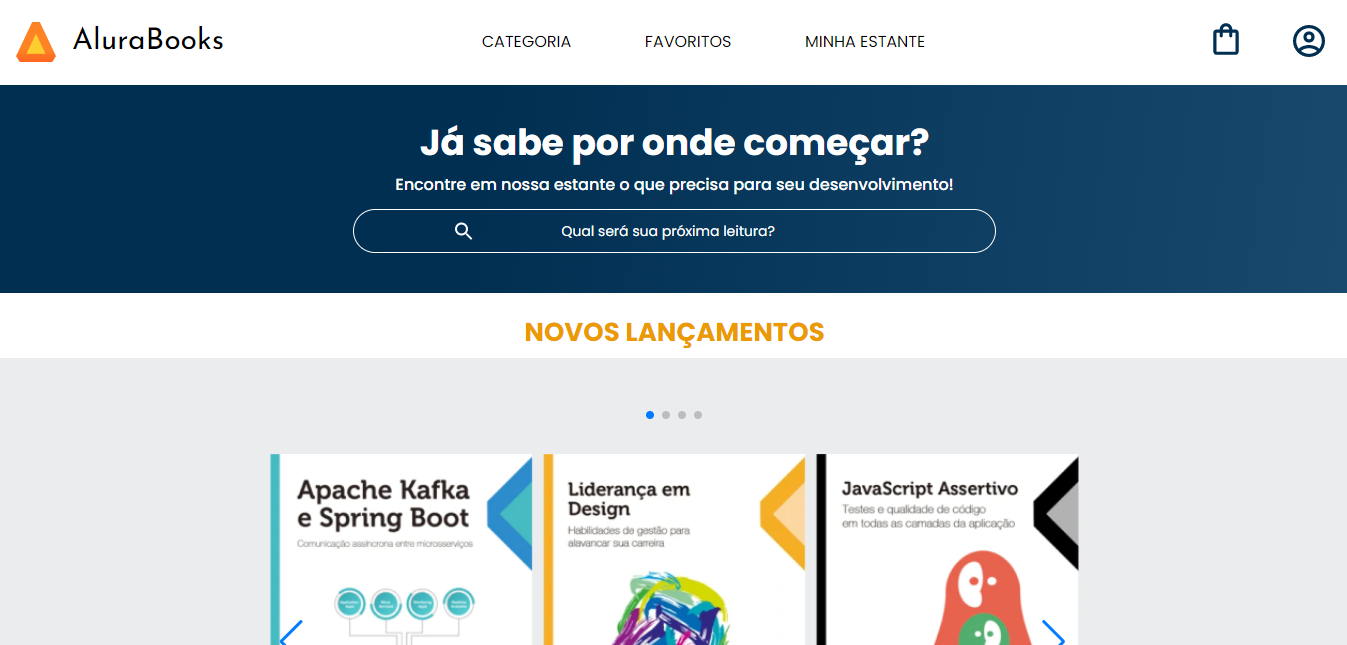 AluraBooks
CATEGORIA
FAVORITOS
MINHA ESTANTE
Já sabe por onde começar?
Encontre em nossa estante o que precisa para seu desenvolvimento!
Qual será sua próxima leitura?
NOVOS LANÇAMENTOS
Apache Kafka
e Spring Boot
Comunicação assíncrona entre microsserviços
Liderança em
Design
Habilidades de gestão para
alavancar sua carreira
JavaScript Assertivo
Testes e qualidade de código
em todas as camadas da aplicação